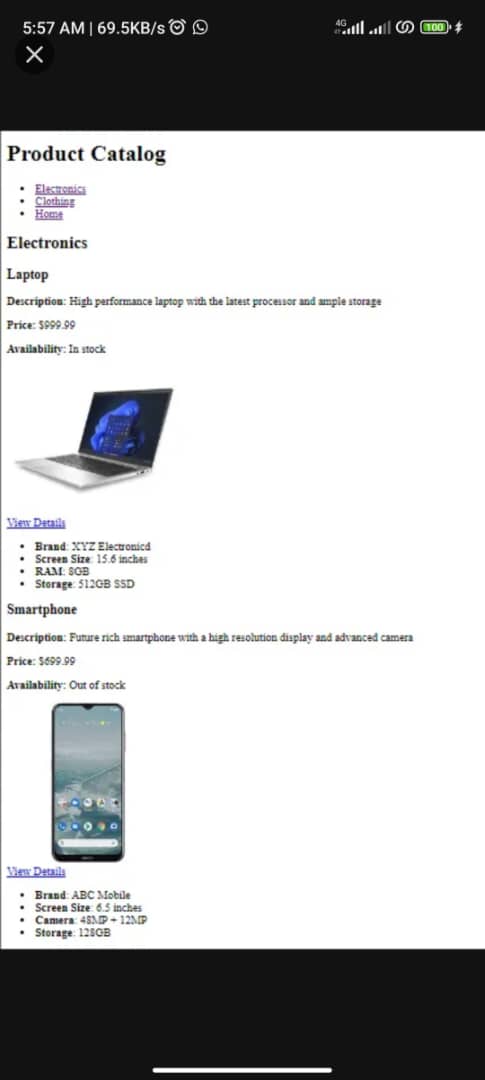 5:57 AM | 69.5KB/s
4G
100
Product Catalog
Electronics
Clothing
Home
Electronics
Laptop
Description: High performance laptop with the latest processor and ample storage
Price: $999.99
Availability: In stock
View Details
Brand: XYZ Electronicd
Screen Size: 15.6 inches
RAM: 8GB
Storage: 512GB SSD
Smartphone
Description: Future rich smartphone with a high resolution display and advanced camera
Price: $699.99
Availability: Out of stock
View Details
Brand: ABC Mobile
Screen Size: 6.5 inches
Camera: 48MP + 12MP
Storage: 128GB